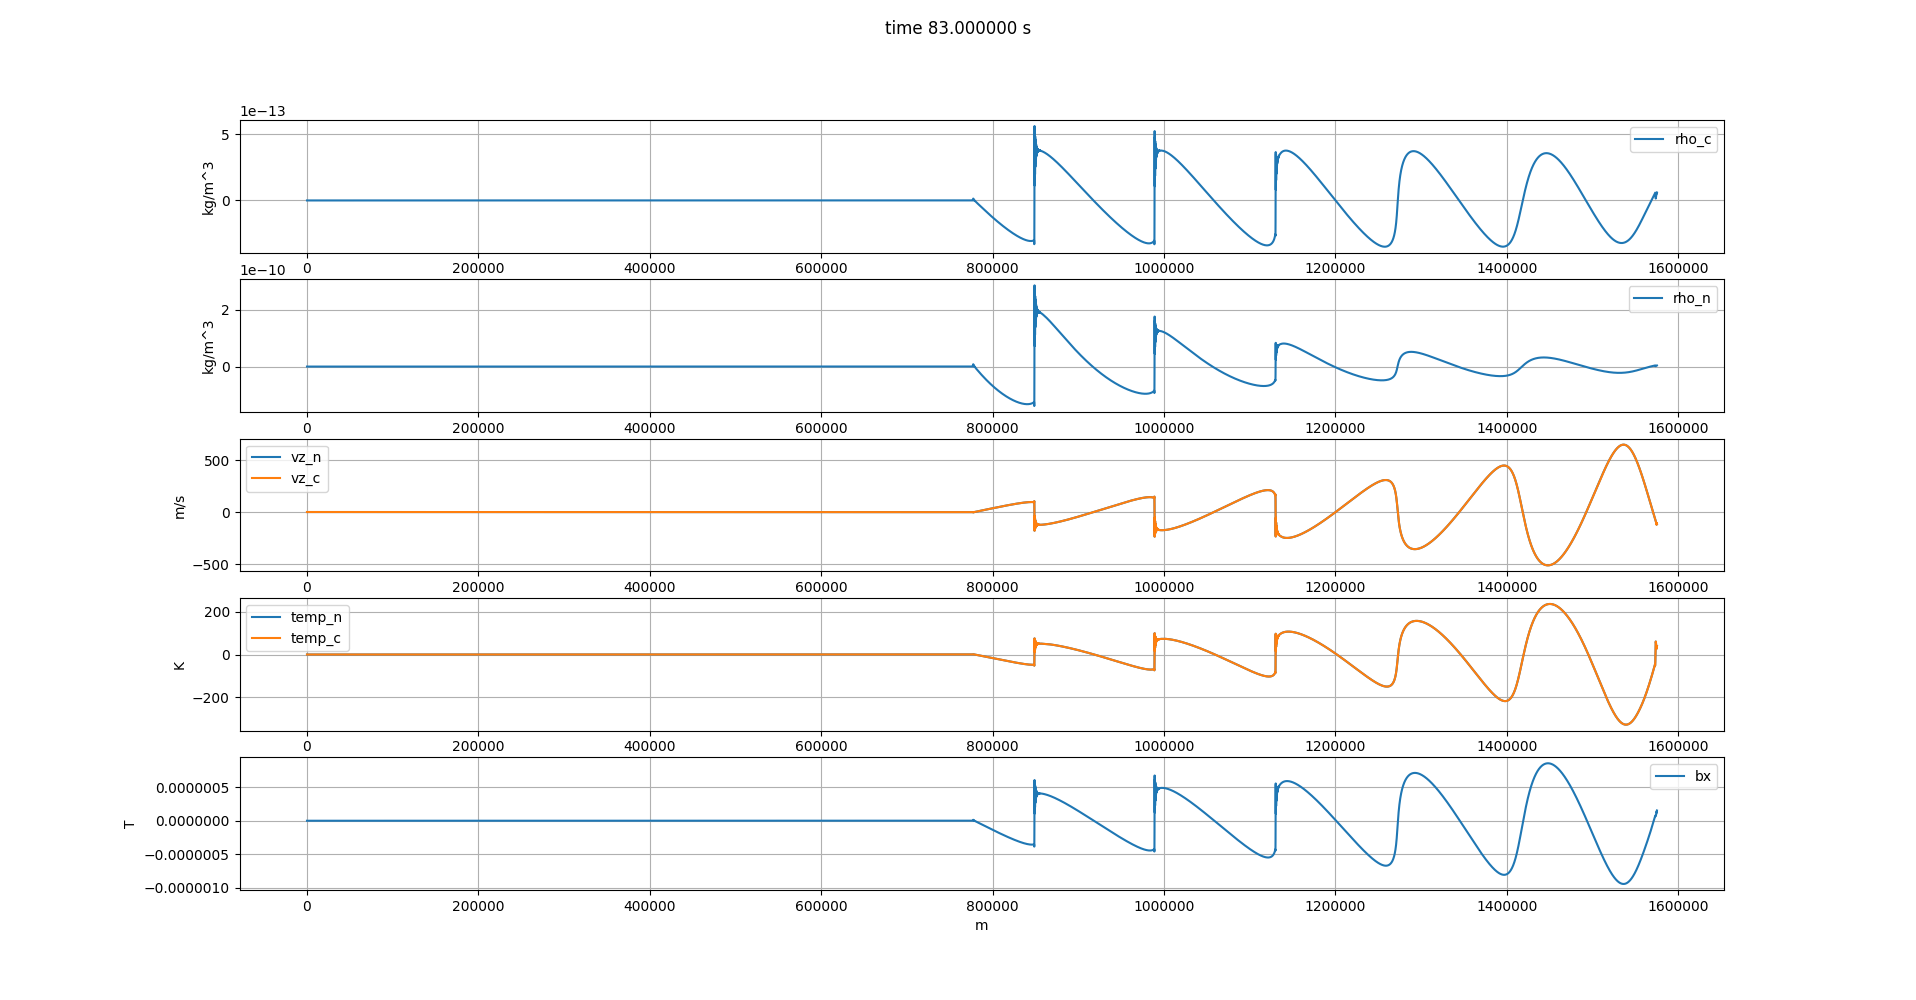 time 83.000000 s
1e−13
5
0
kg/m^3
rho_c
0 200000 400000 600000 800000 1000000 1200000 1400000 1600000
1e−10
2
0
kg/m^3
rho_n
0 200000 400000 600000 800000 1000000 1200000 1400000 1600000
500
0
−500
m/s
vz_n
vz_c
0 200000 400000 600000 800000 1000000 1200000 1400000 1600000
200
0
−200
K
temp_n
temp_c
0 200000 400000 600000 800000 1000000 1200000 1400000 1600000
0.0000005
0.0000000
−0.0000005
−0.0000010
T
bx
0 200000 400000 600000 800000 1000000 1200000 1400000 1600000
m